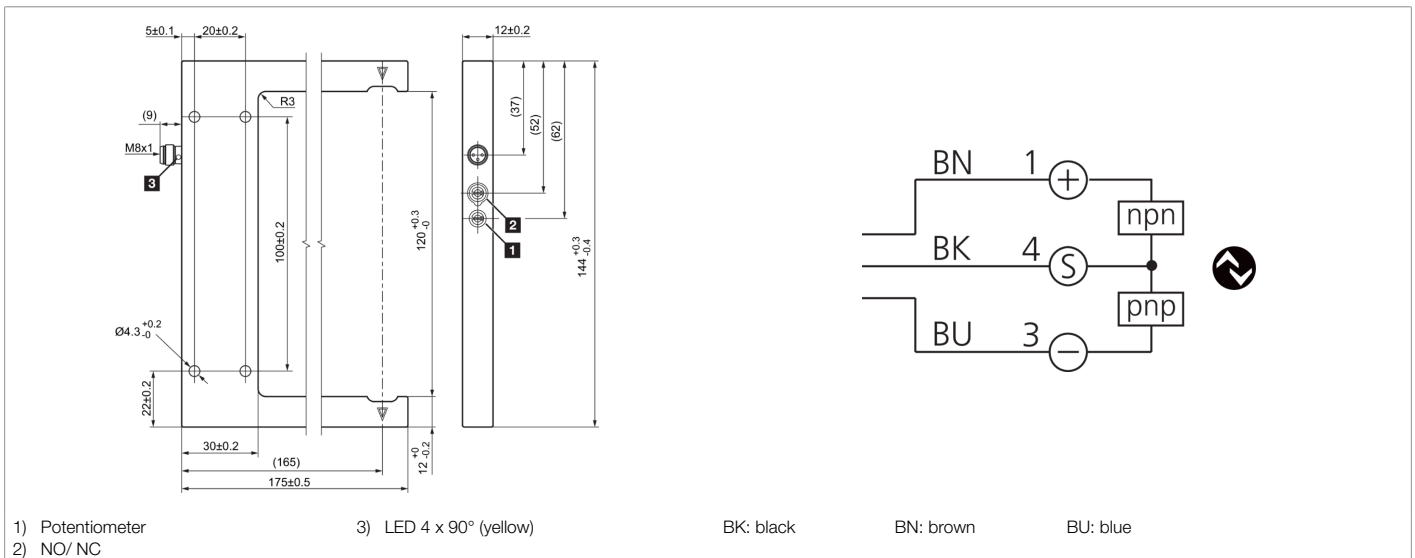 5±0.1
20±0.2
12±0.2
R3
(9)
M8x1
3
(37)
(52)
(62)
2
1
100±0.2
120 +0.3 -0
144 +0.3 -0.4
Ø4.3 +0.2 -0
22±0.2
30±0.2
12 +0 -0.2
(165)
175±0.5
BN 1 +
npn
BK 4 S
pnp
BU 3 −
1) Potentiometer 3) LED 4 x 90° (yellow) BK: black BN: brown BU: blue
2) NO/ NC